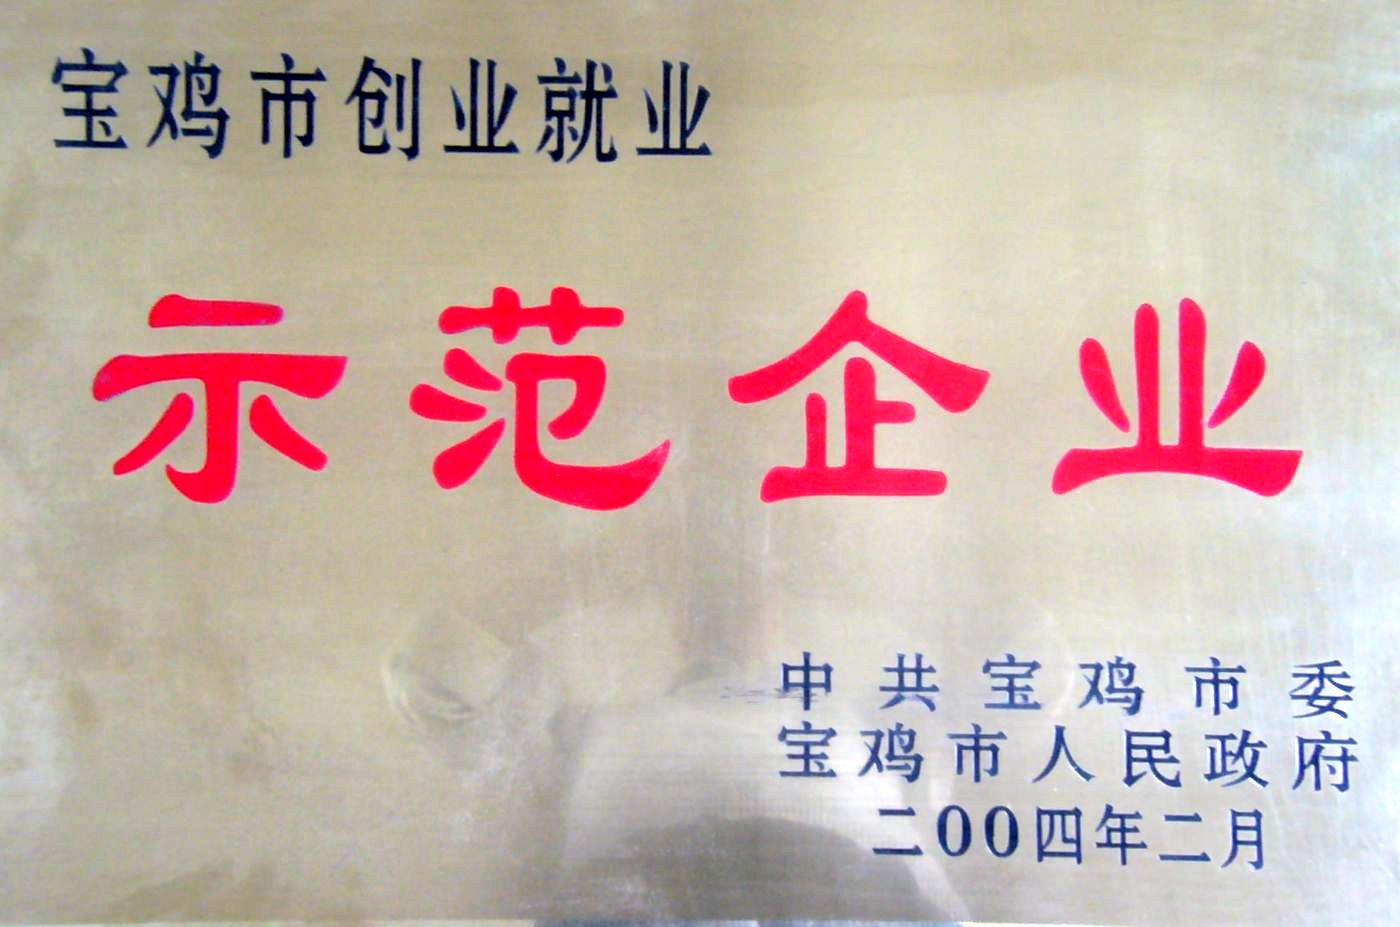 宝鸡市创业就业
示范企业
中共宝鸡市委
宝鸡市人民政府
二00四年二月